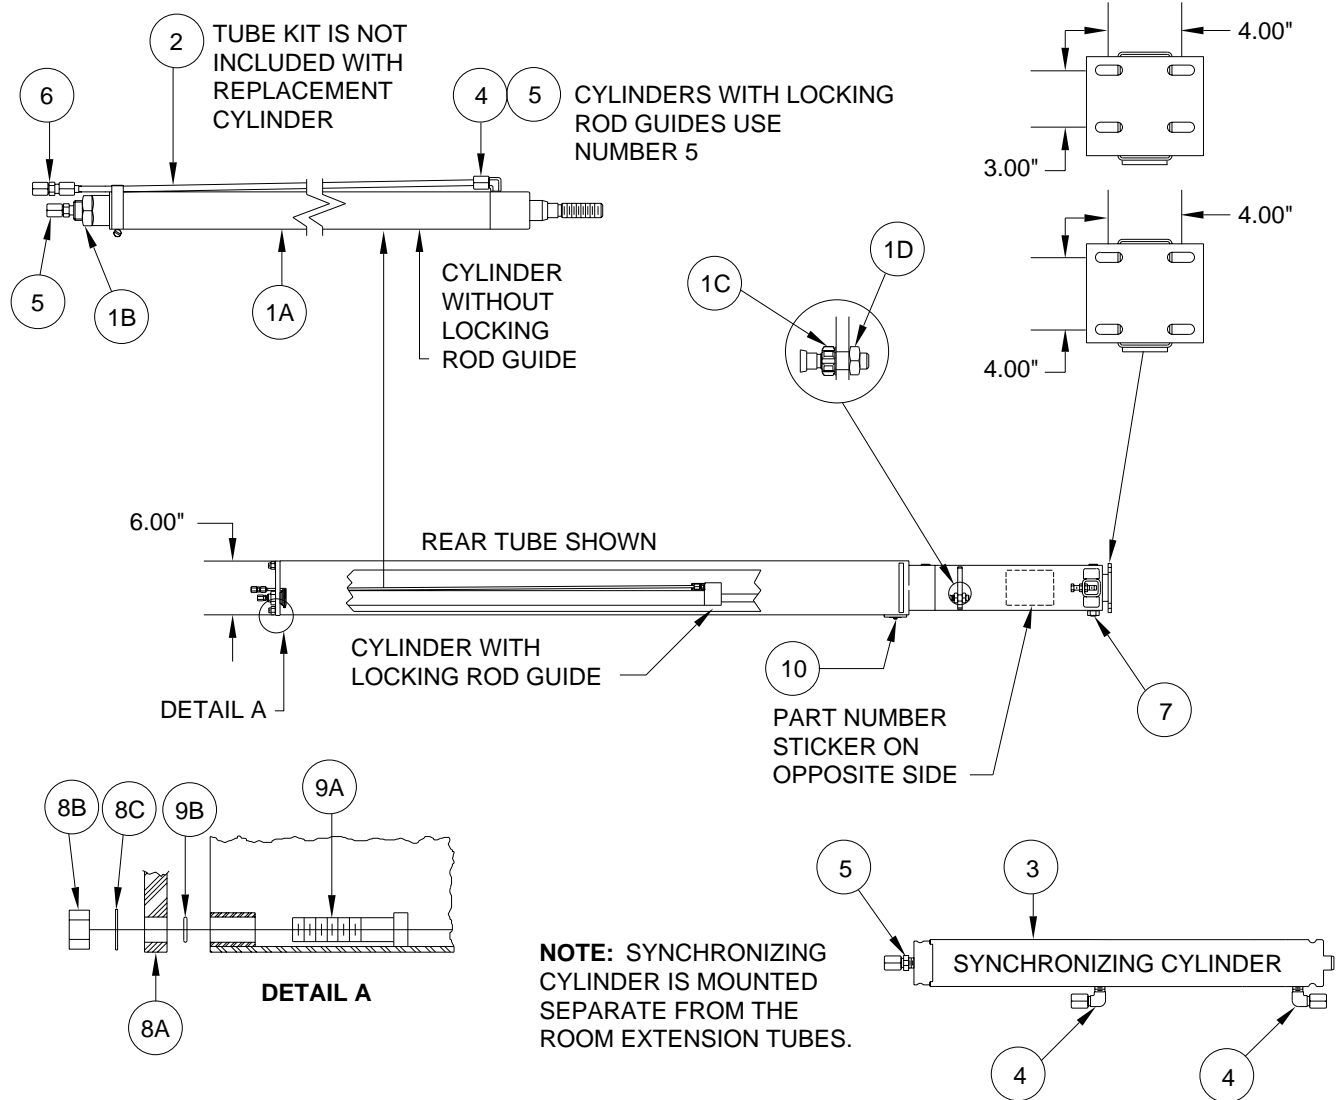 2
TUBE KIT IS NOT
INCLUDED WITH
REPLACEMENT
CYLINDER
6
4
5
CYLINDERS WITH LOCKING
ROD GUIDES USE
NUMBER 5
4.00"
3.00"
4.00"
4.00"
5
1B
1A
CYLINDER
WITHOUT
LOCKING
ROD GUIDE
1C
1D
6.00"
REAR TUBE SHOWN
CYLINDER WITH
LOCKING ROD GUIDE
DETAIL A
10
7
PART NUMBER
STICKER ON
OPPOSITE SIDE
8B
8C
9B
9A
8A
DETAIL A
NOTE: SYNCHRONIZING
CYLINDER IS MOUNTED
SEPARATE FROM THE
ROOM EXTENSION TUBES.
5
3
SYNCHRONIZING CYLINDER
4
4